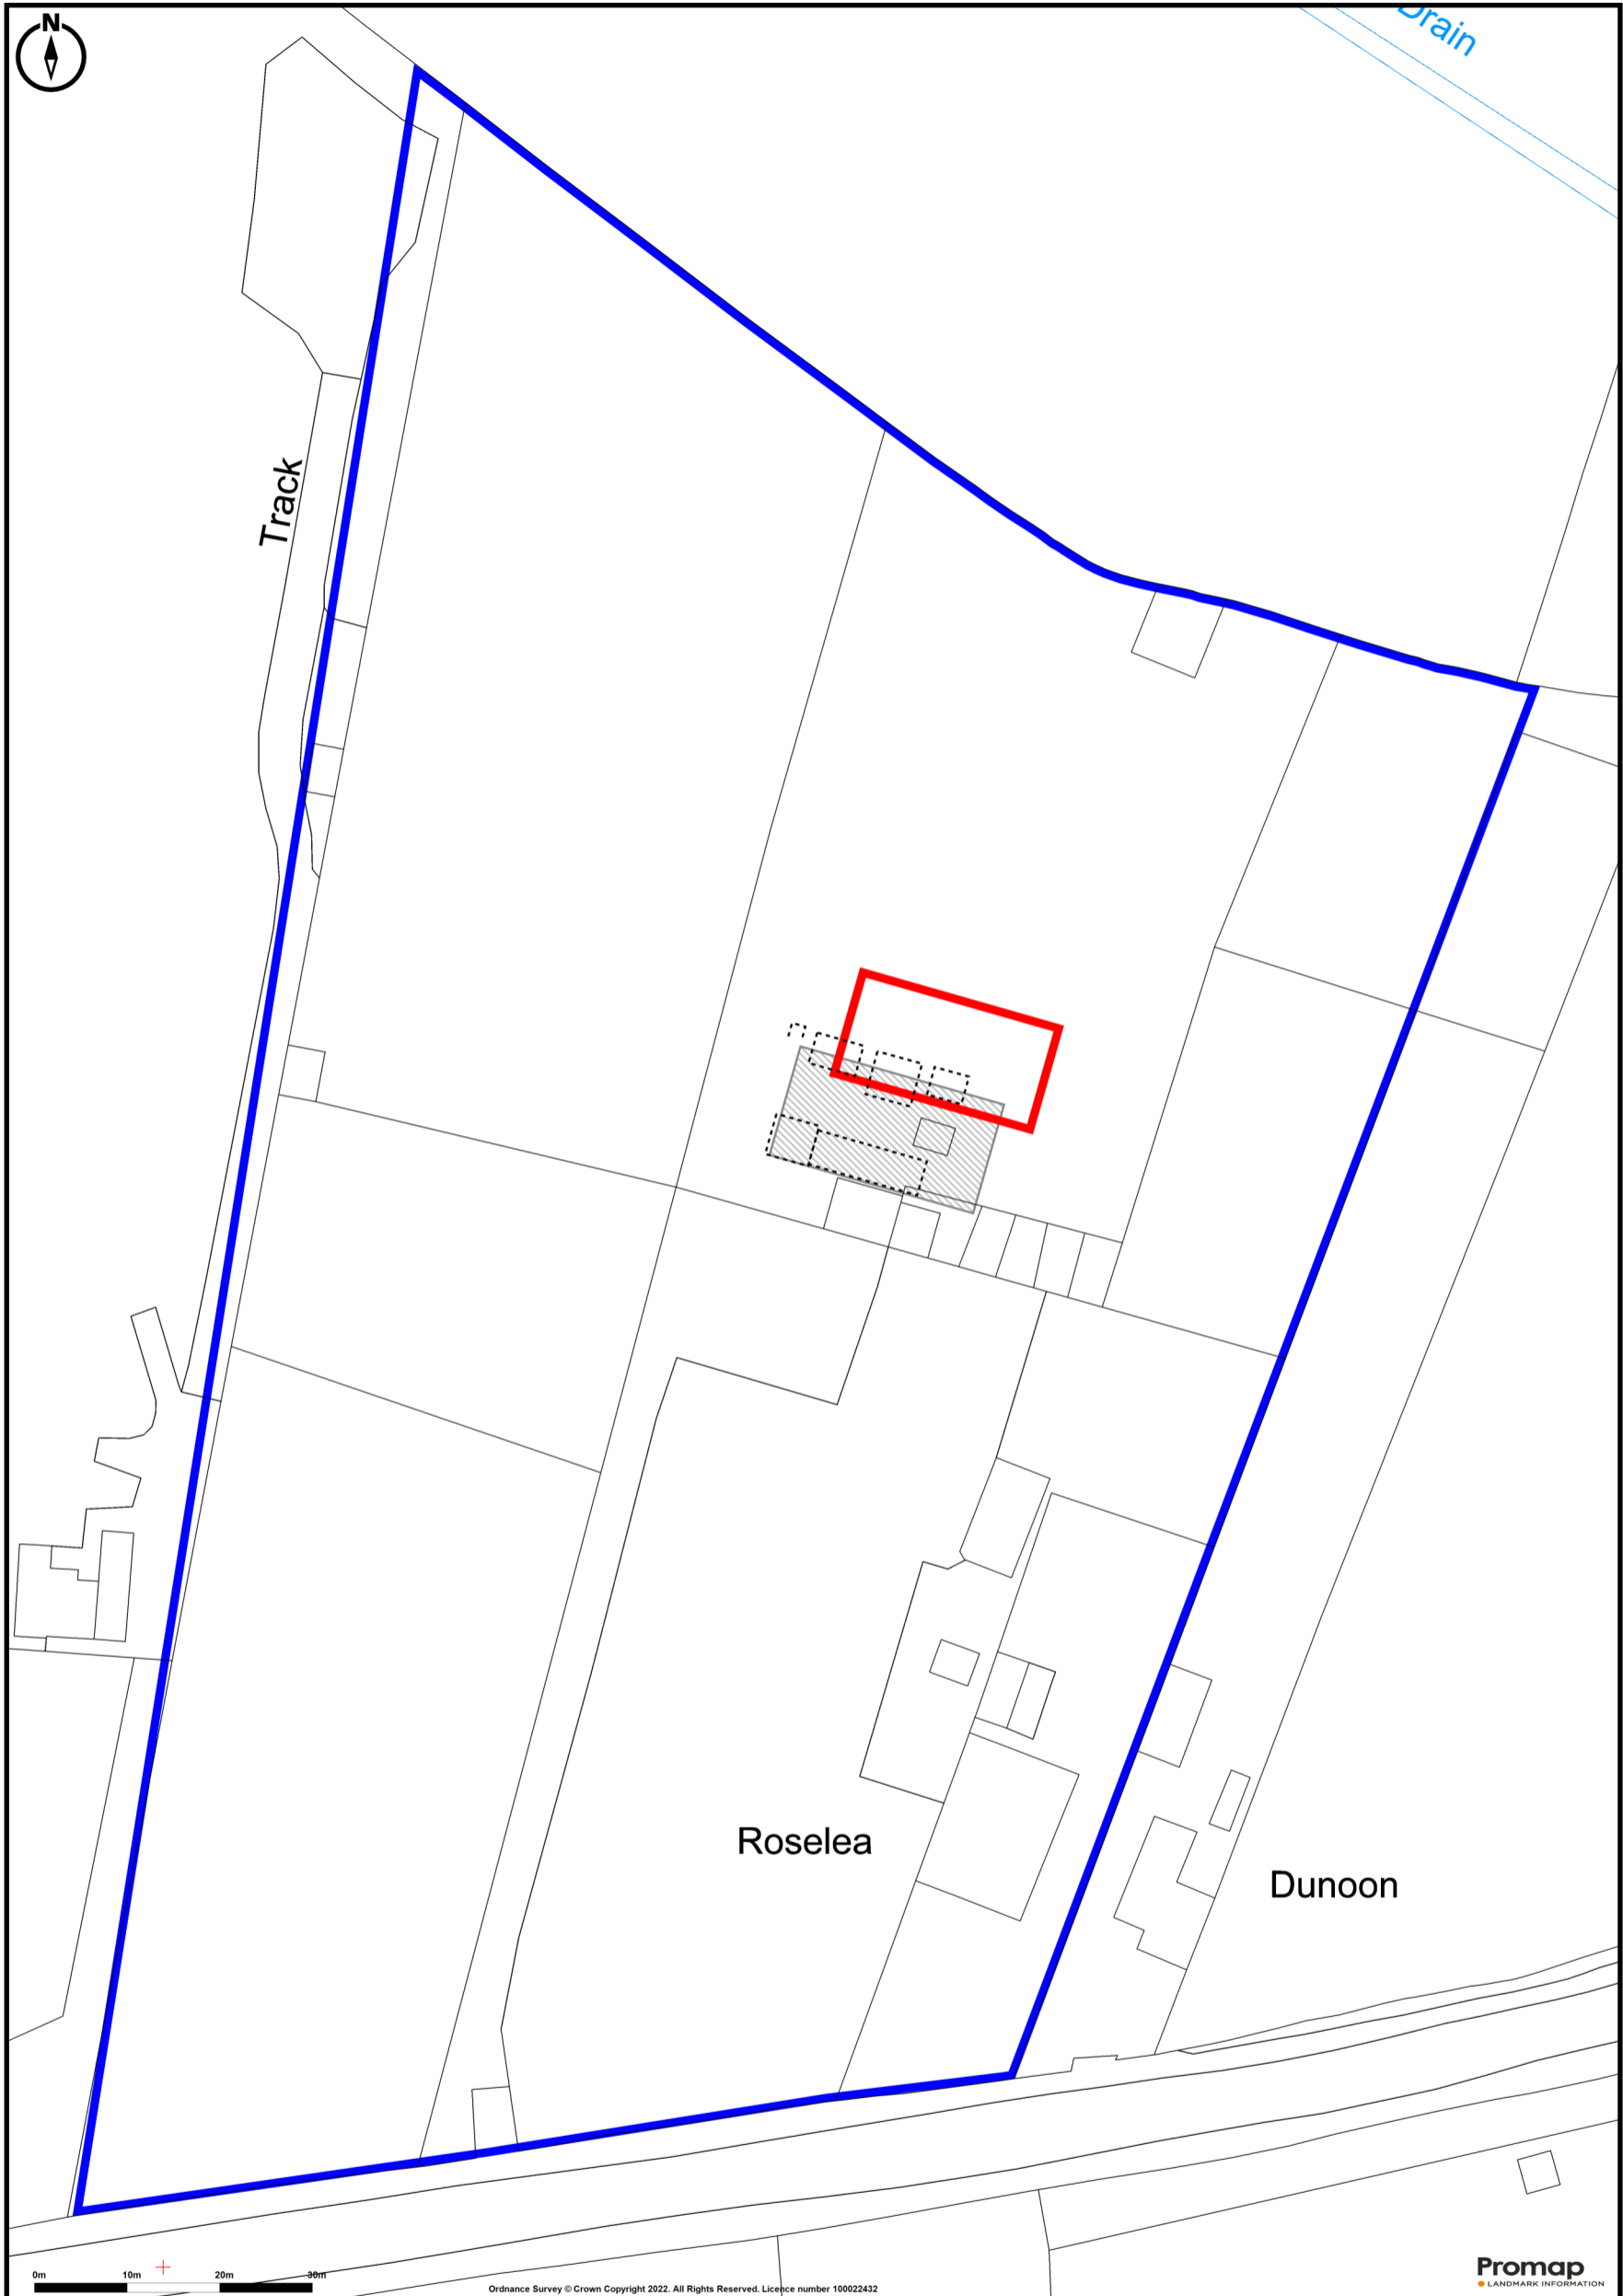 N
Drain
Track
Roselea
Dunoon
0m 10m 20m 30m
Ordnance Survey © Crown Copyright 2022. All Rights Reserved. Licence number 100022432
Promap
LANDMARK INFORMATION